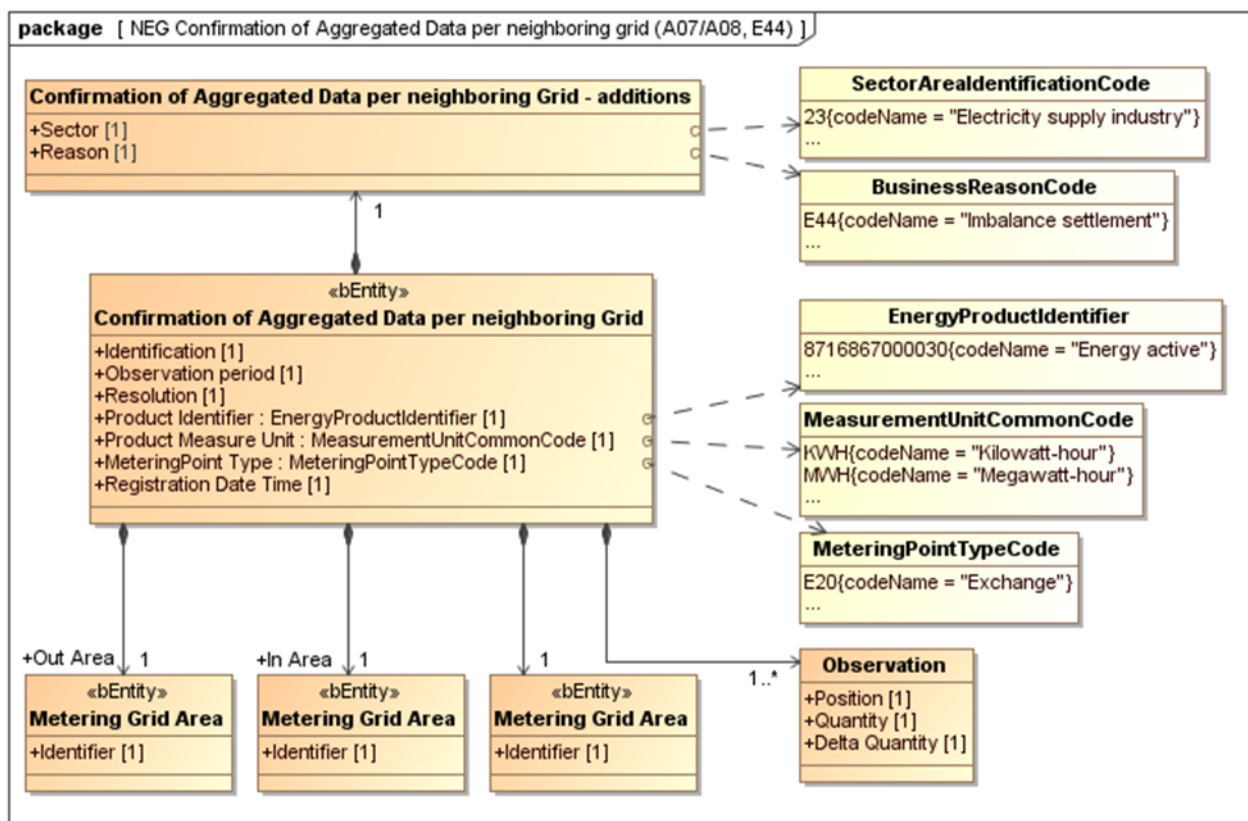 package [ NEG Confirmation of Aggregated Data per neighboring grid (A07/A08, E44) ]
Confirmation of Aggregated Data per neighboring Grid - additions
+Sector [1]
+Reason [1]
SectorAreaIdentificationCode
23{codeName = "Electricity supply industry"}
...
BusinessReasonCode
E44{codeName = "Imbalance settlement"}
...
1
«bEntity»
Confirmation of Aggregated Data per neighboring Grid
+Identification [1]
+Observation period [1]
+Resolution [1]
+Product Identifier : EnergyProductIdentifier [1]
+Product Measure Unit : MeasurementUnitCommonCode [1]
+MeteringPoint Type : MeteringPointTypeCode [1]
+Registration Date Time [1]
EnergyProductIdentifier
8716867000030{codeName = "Energy active"}
...
MeasurementUnitCommonCode
KWH{codeName = "Kilowatt-hour"}
MWH{codeName = "Megawatt-hour"}
...
MeteringPointTypeCode
E20{codeName = "Exchange"}
...
+Out Area 1
«bEntity»
Metering Grid Area
+Identifier [1]
+In Area 1
«bEntity»
Metering Grid Area
+Identifier [1]
1
«bEntity»
Metering Grid Area
+Identifier [1]
1..*
Observation
+Position [1]
+Quantity [1]
+Delta Quantity [1]